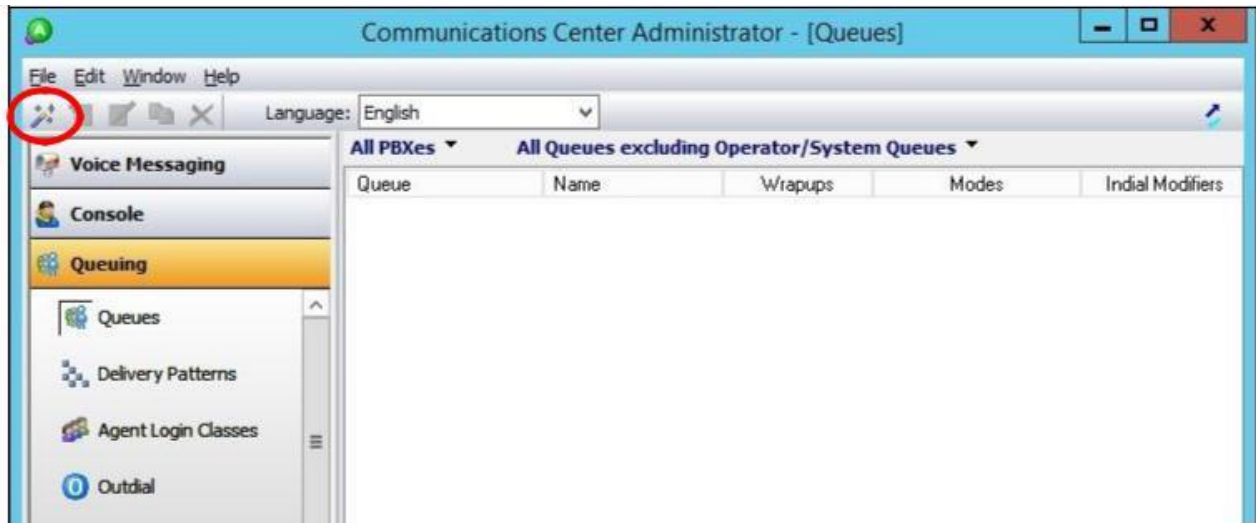 Communications Center Administrator - [Queues]
File Edit Window Help
Language: English
Voice Messaging
Console
Queuing
Queues
Delivery Patterns
Agent Login Classes
Outdial
All PBXes All Queues excluding Operator/System Queues
Queue Name Wrapups Modes Indial Modifiers